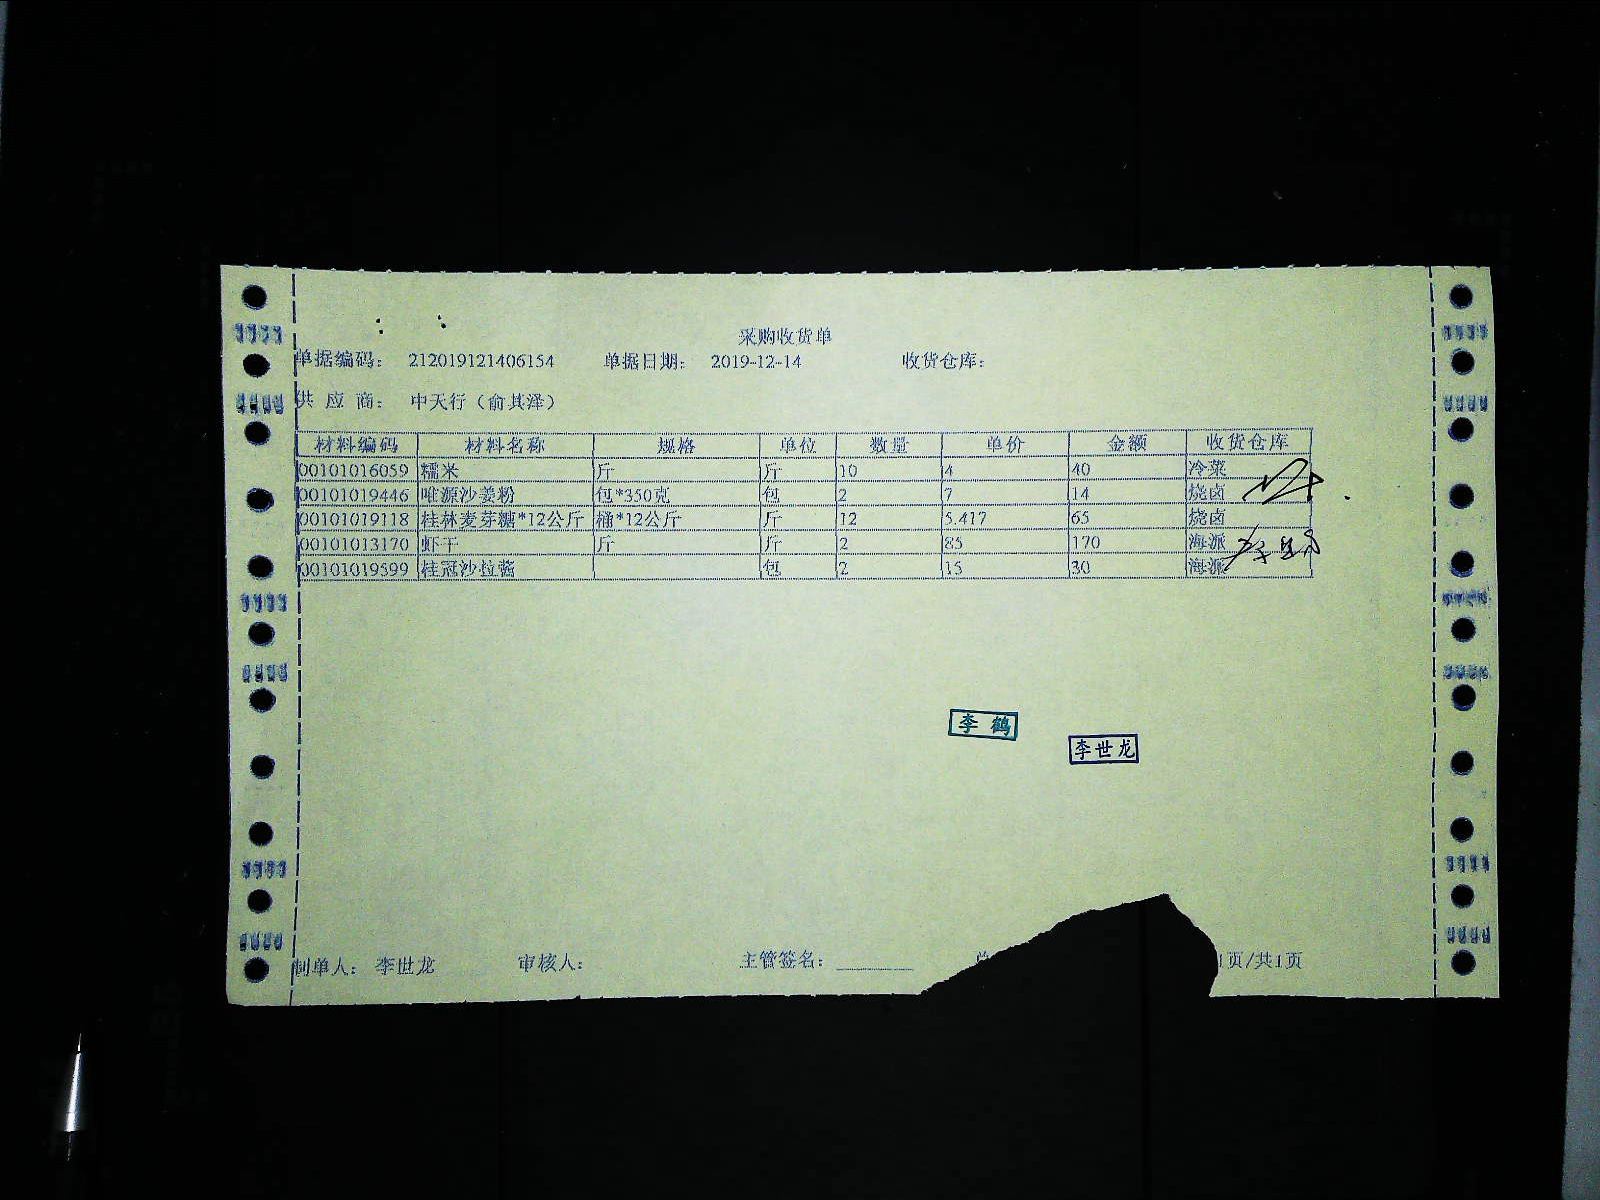 采购收货单
单据编码： 212019121406154 单据日期： 2019-12-14 收货仓库：
供 应 商： 中天行（俞其泽）
材料编码 材料名称 规格 单位 数量 单价 金额 收货仓库
00101016059 糯米 斤 斤 10 4 40 冷菜
00101019446 唯源沙姜粉 包*350克 包 2 7 14 烧卤
00101019118 桂林麦芽糖*12公斤 桶*12公斤 斤 12 5.417 65 烧卤
00101013170 虾干 斤 斤 2 85 170 海派
00101019599 桂冠沙拉酱 包 2 15 30 海派
李鹤
李世龙
制单人： 李世龙 审核人： 主管签名： 1页/共1页